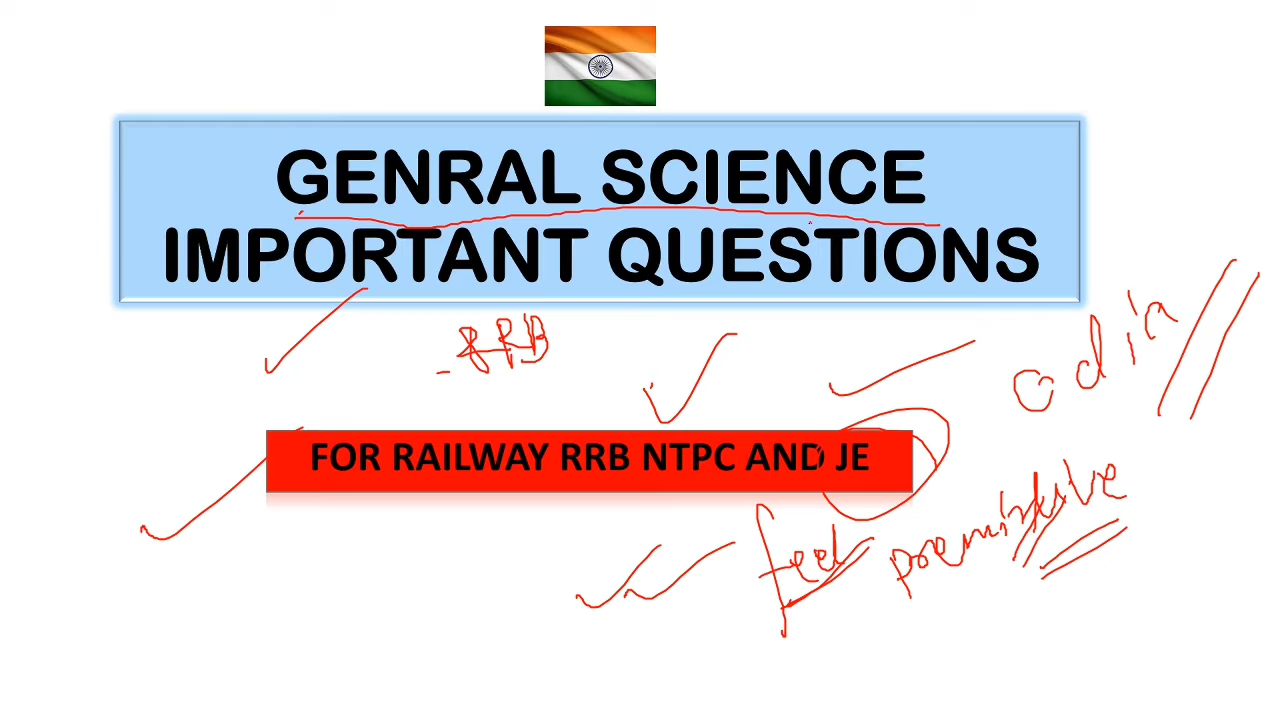 GENRAL SCIENCE
IMPORTANT QUESTIONS
RRB
odia
FOR RAILWAY RRB NTPC AND JE
feel